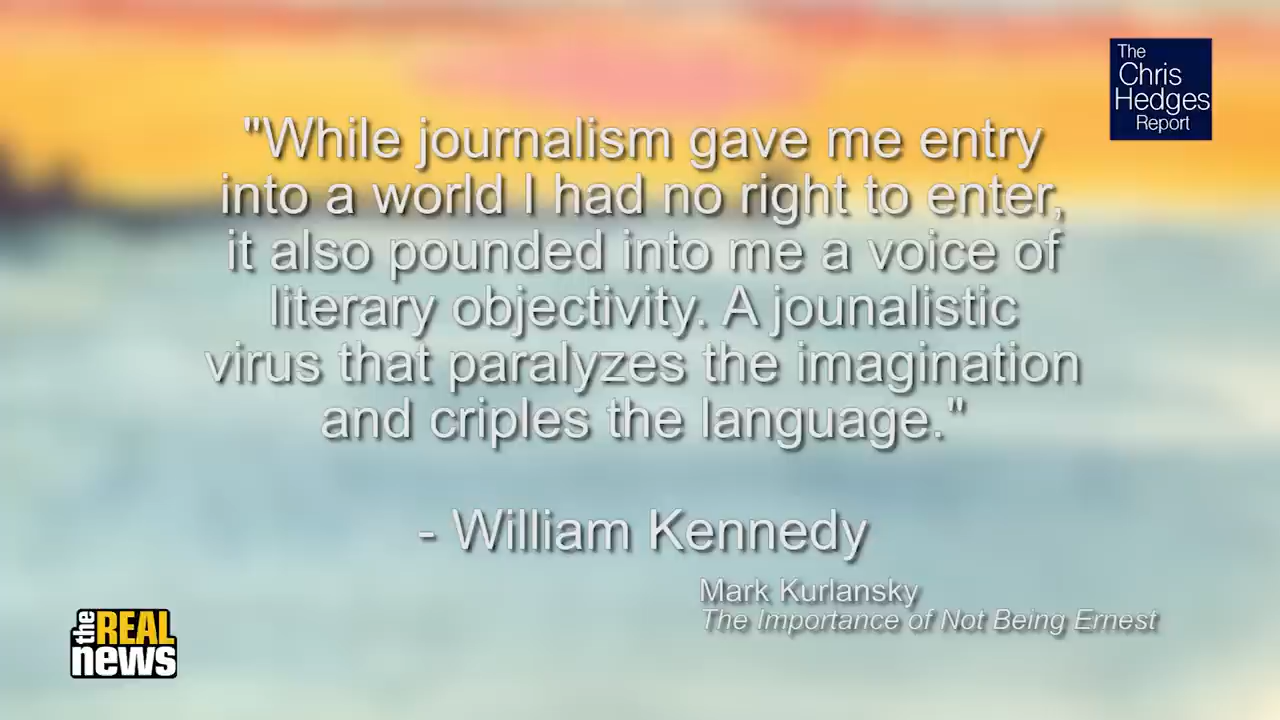 The
Chris
Hedges
Report
"While journalism gave me entry
into a world I had no right to enter,
it also pounded into me a voice of
literary objectivity. A jounalistic
virus that paralyzes the imagination
and criples the language."
- William Kennedy
Mark Kurlansky
The Importance of Not Being Ernest
the REAL
news